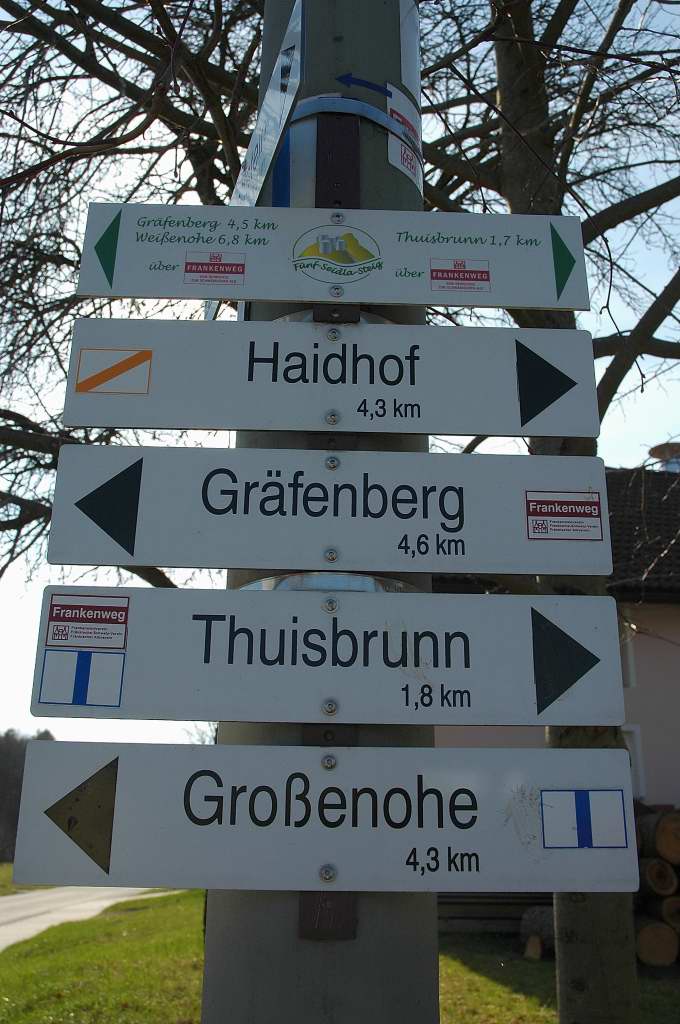 Gräfenberg 4,5 km
Weißenohe 6,8 km
über FRANKENWEG
Fünf-Seidla-Steig
Thuisbrunn 1,7 km
über FRANKENWEG
Haidhof
4,3 km
Gräfenberg
4,6 km
Frankenweg
Frankenweg
Thuisbrunn
1,8 km
Großenohe
4,3 km